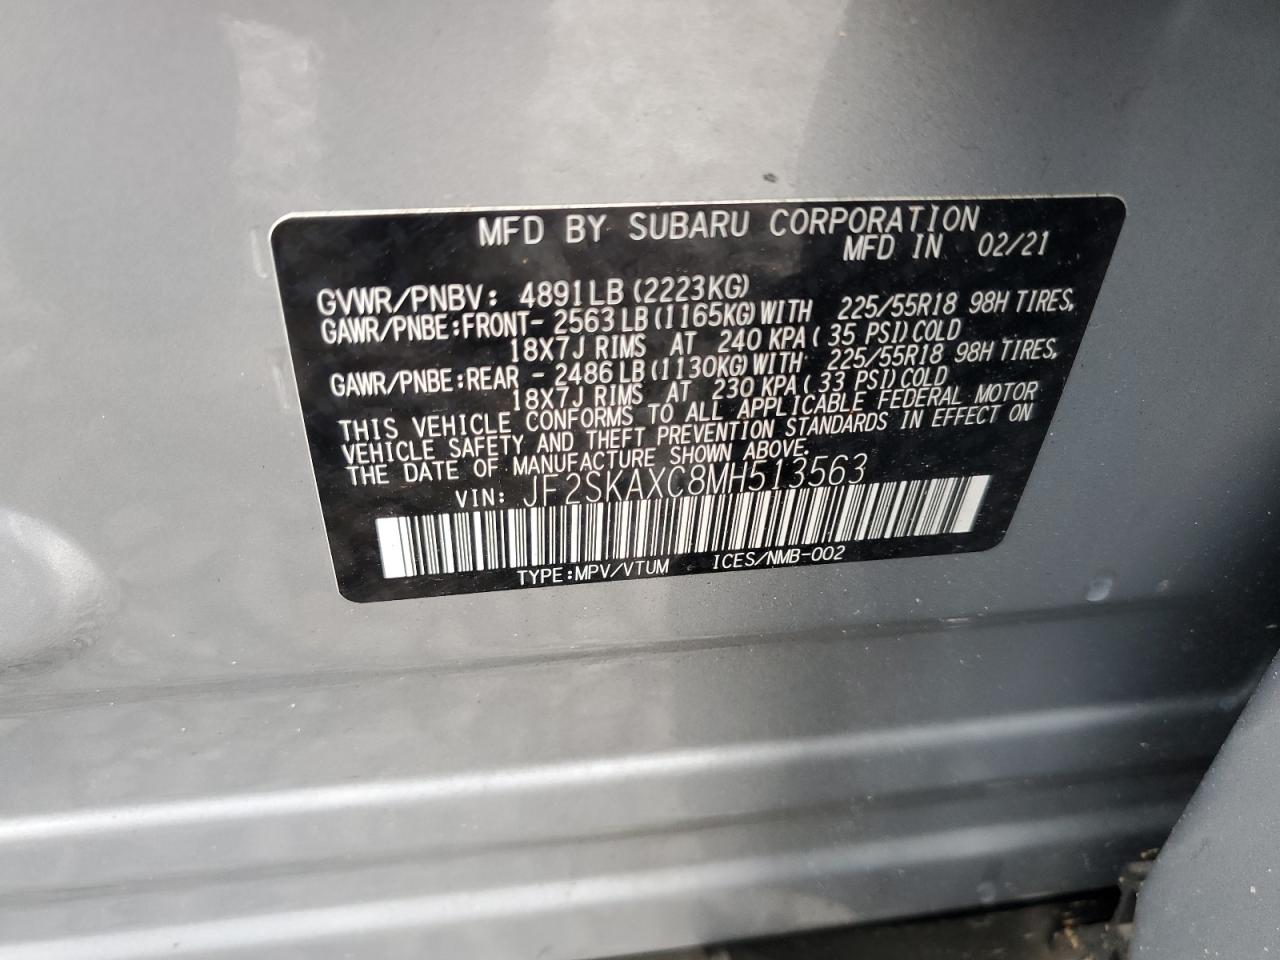 MFD BY SUBARU CORPORATION
MFD IN 02/21
GVWR/PNBV: 4891LB (2223KG)
GAWR/PNBE:FRONT- 2563LB(1165KG)WITH 225/55R18 98H TIRES,
18X7J RIMS AT 240 KPA( 35 PSI)COLD
GAWR/PNBE:REAR - 2486LB(1130KG)WITH 225/55R18 98H TIRES,
18X7J RIMS AT 230 KPA( 33 PSI)COLD
THIS VEHICLE CONFORMS TO ALL APPLICABLE FEDERAL MOTOR
VEHICLE SAFETY AND THEFT PREVENTION STANDARDS IN EFFECT ON
THE DATE OF MANUFACTURE SHOWN ABOVE.
VIN: JF2SKAXC8MH513563
TYPE:MPV/VTUM ICES/NMB-002